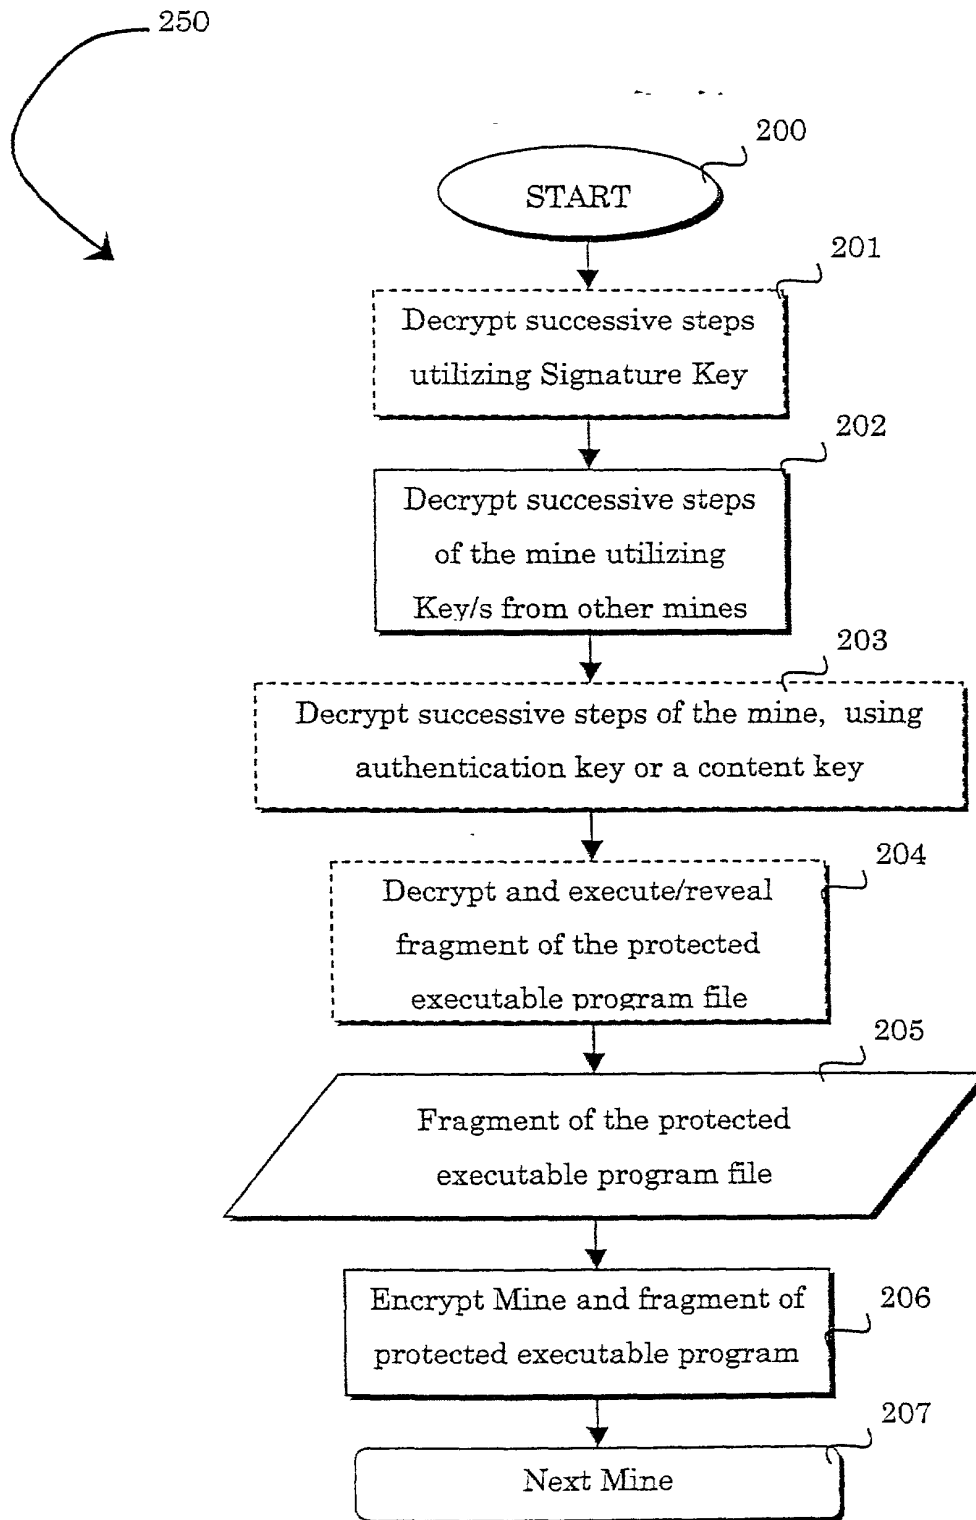 250
200
START
201
Decrypt successive steps
utilizing Signature Key
202
Decrypt successive steps
of the mine utilizing
Key/s from other mines
203
Decrypt successive steps of the mine, using
authentication key or a content key
204
Decrypt and execute/reveal
fragment of the protected
executable program file
205
Fragment of the protected
executable program file
206
Encrypt Mine and fragment of
protected executable program
207
Next Mine